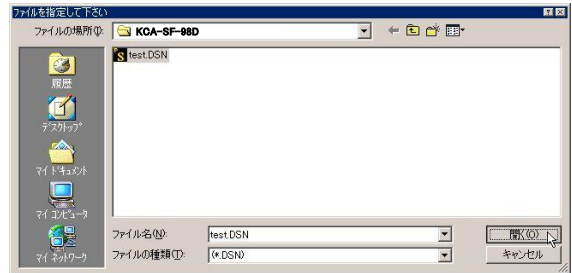 ファイルを指定して下さい
ファイルの場所(I):
KCA-SF-98D
test.DSN
履歴
デスクトップ
マイ ドキュメント
マイ コンピュータ
マイ ネットワーク
ファイル名(N):
test.DSN
開く(O)
ファイルの種類(T):
(*.DSN)
キャンセル